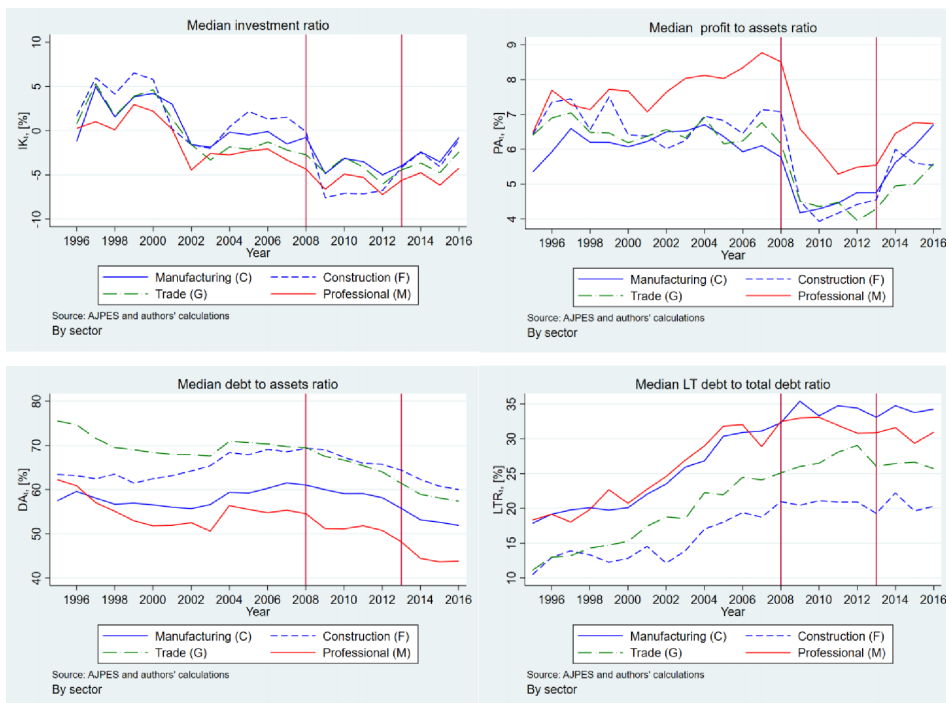 Median investment ratio
IKₜ, [%]
10
5
0
-5
-10
1996 1998 2000 2002 2004 2006 2008 2010 2012 2014 2016
Year
Manufacturing (C) Construction (F)
Trade (G) Professional (M)
Source: AJPES and authors' calculations
By sector
Median profit to assets ratio
PAₜ, [%]
9
8
7
6
5
4
1996 1998 2000 2002 2004 2006 2008 2010 2012 2014 2016
Year
Manufacturing (C) Construction (F)
Trade (G) Professional (M)
Source: AJPES and authors' calculations
By sector
Median debt to assets ratio
DAₜ, [%]
80
70
60
50
40
1996 1998 2000 2002 2004 2006 2008 2010 2012 2014 2016
Year
Manufacturing (C) Construction (F)
Trade (G) Professional (M)
Source: AJPES and authors' calculations
By sector
Median LT debt to total debt ratio
LTRₜ, [%]
35
30
25
20
15
10
1996 1998 2000 2002 2004 2006 2008 2010 2012 2014 2016
Year
Manufacturing (C) Construction (F)
Trade (G) Professional (M)
Source: AJPES and authors' calculations
By sector